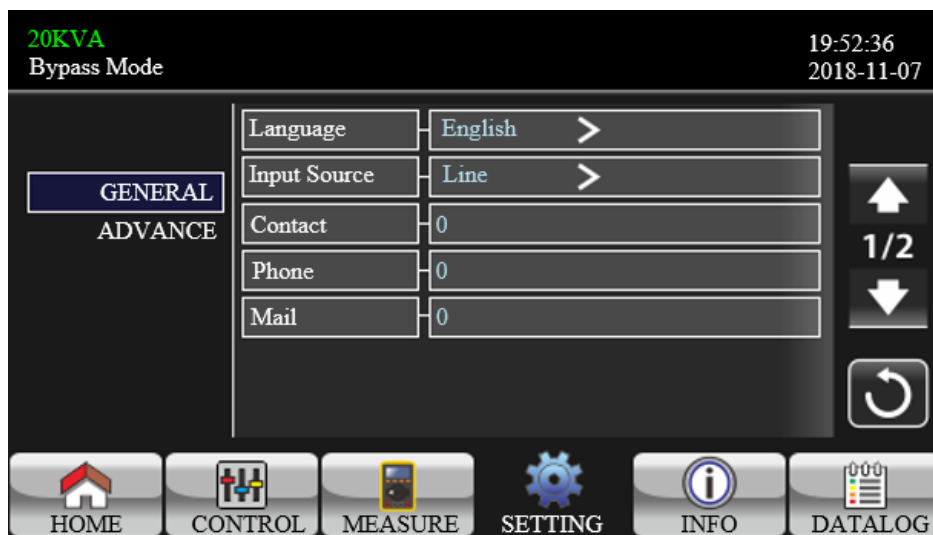 20KVA
Bypass Mode
19:52:36
2018-11-07
GENERAL
ADVANCE
Language English >
Input Source Line >
Contact 0
Phone 0
Mail 0
1/2
HOME CONTROL MEASURE SETTING INFO DATALOG